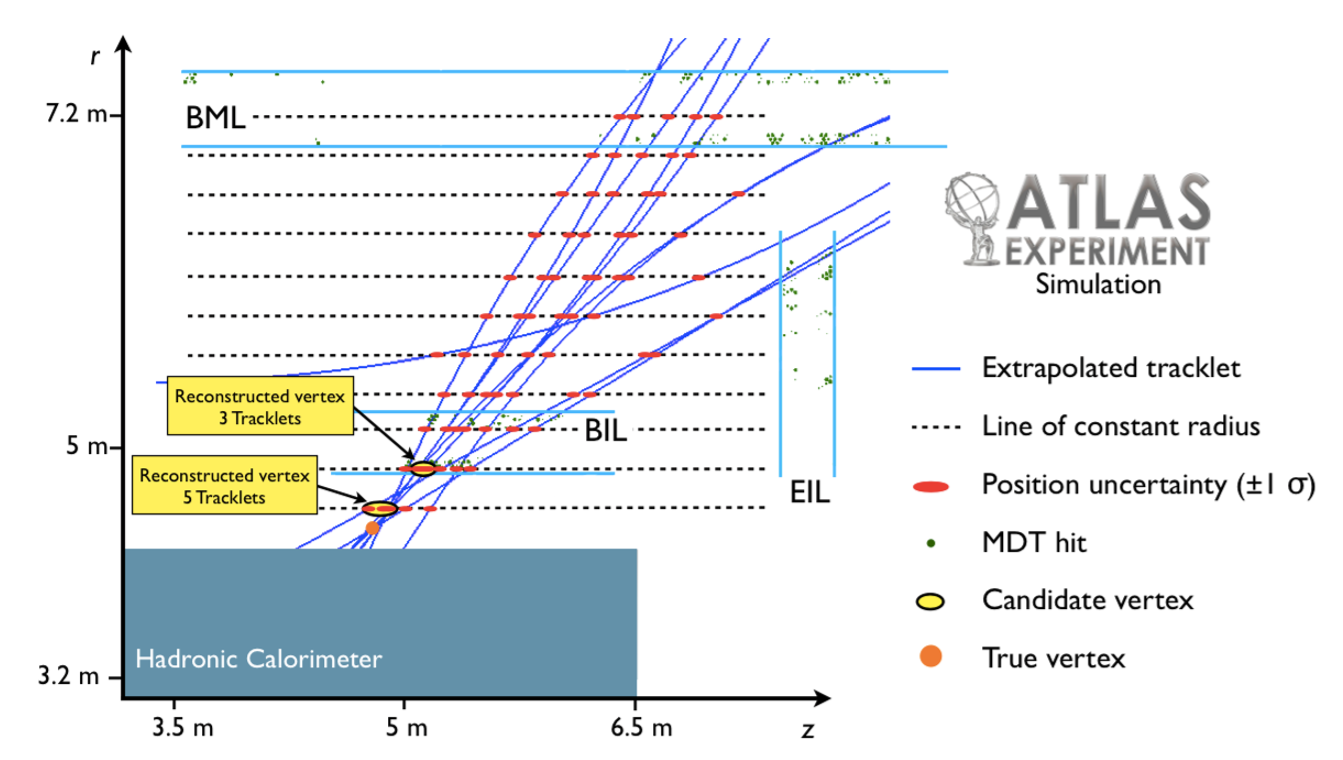 r
7.2 m
BML
ATLAS
EXPERIMENT
Simulation
Extrapolated tracklet
Reconstructed vertex
3 Tracklets
Line of constant radius
BIL
5 m
Reconstructed vertex
5 Tracklets
EIL
Position uncertainty (±1 σ)
MDT hit
Candidate vertex
Hadronic Calorimeter
True vertex
3.2 m
3.5 m
5 m
6.5 m
z